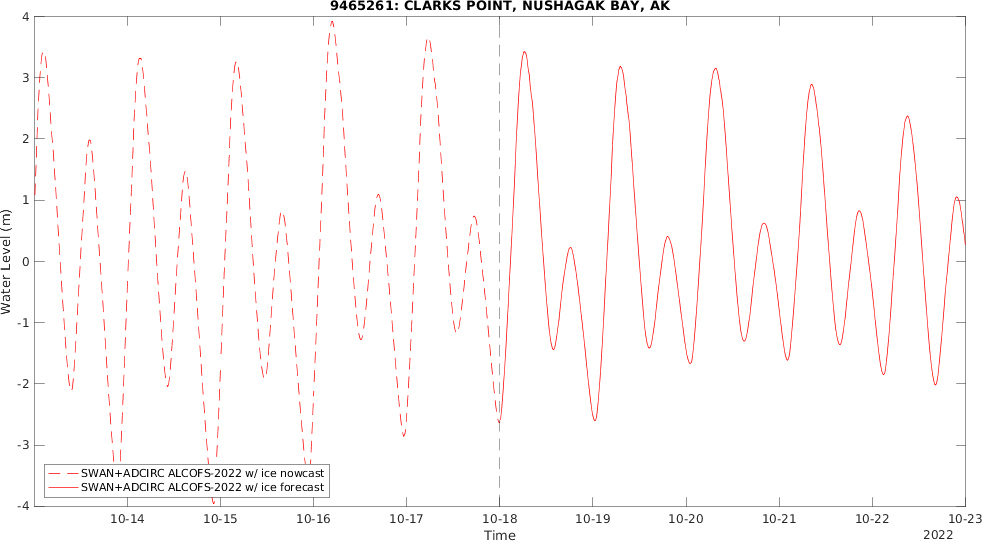 9465261: CLARKS POINT, NUSHAGAK BAY, AK
Water Level (m)
4
3
2
1
0
-1
-2
-3
-4
SWAN+ADCIRC ALCOFS-2022 w/ ice nowcast
SWAN+ADCIRC ALCOFS-2022 w/ ice forecast
10-14 10-15 10-16 10-17 10-18 10-19 10-20 10-21 10-22 10-23
Time
2022